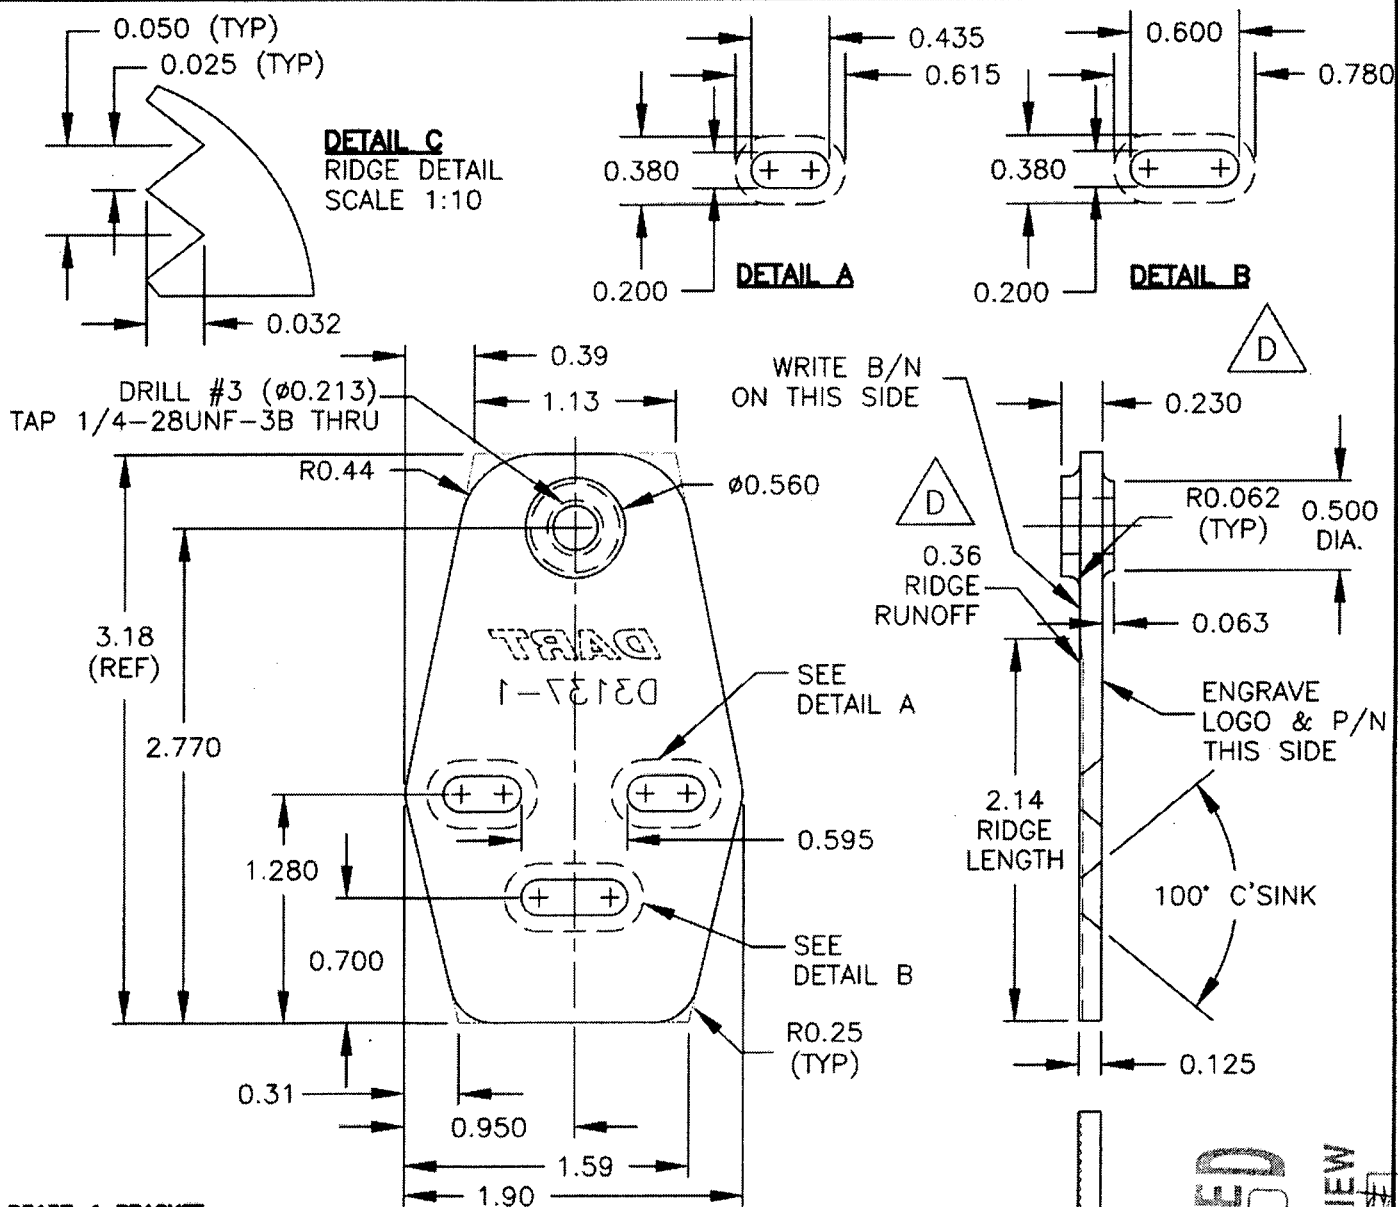 0.050 (TYP)
0.025 (TYP)
DETAIL C
RIDGE DETAIL
SCALE 1:10
0.032
0.435
0.615
0.380
0.200
DETAIL A
0.600
0.780
0.380
0.200
DETAIL B
D
0.39
DRILL #3 (ø0.213)
TAP 1/4-28UNF-3B THRU
1.13
R0.44
ø0.560
WRITE B/N
ON THIS SIDE
0.230
D
R0.062
(TYP)
0.500
DIA.
0.36
RIDGE
RUNOFF
0.063
3.18
(REF)
DART
D3137-1
SEE
DETAIL A
ENGRAVE
LOGO & P/N
THIS SIDE
2.770
2.14
RIDGE
LENGTH
0.595
1.280
100° C'SINK
0.700
SEE
DETAIL B
R0.25
(TYP)
0.125
0.31
0.950
1.59
1.90